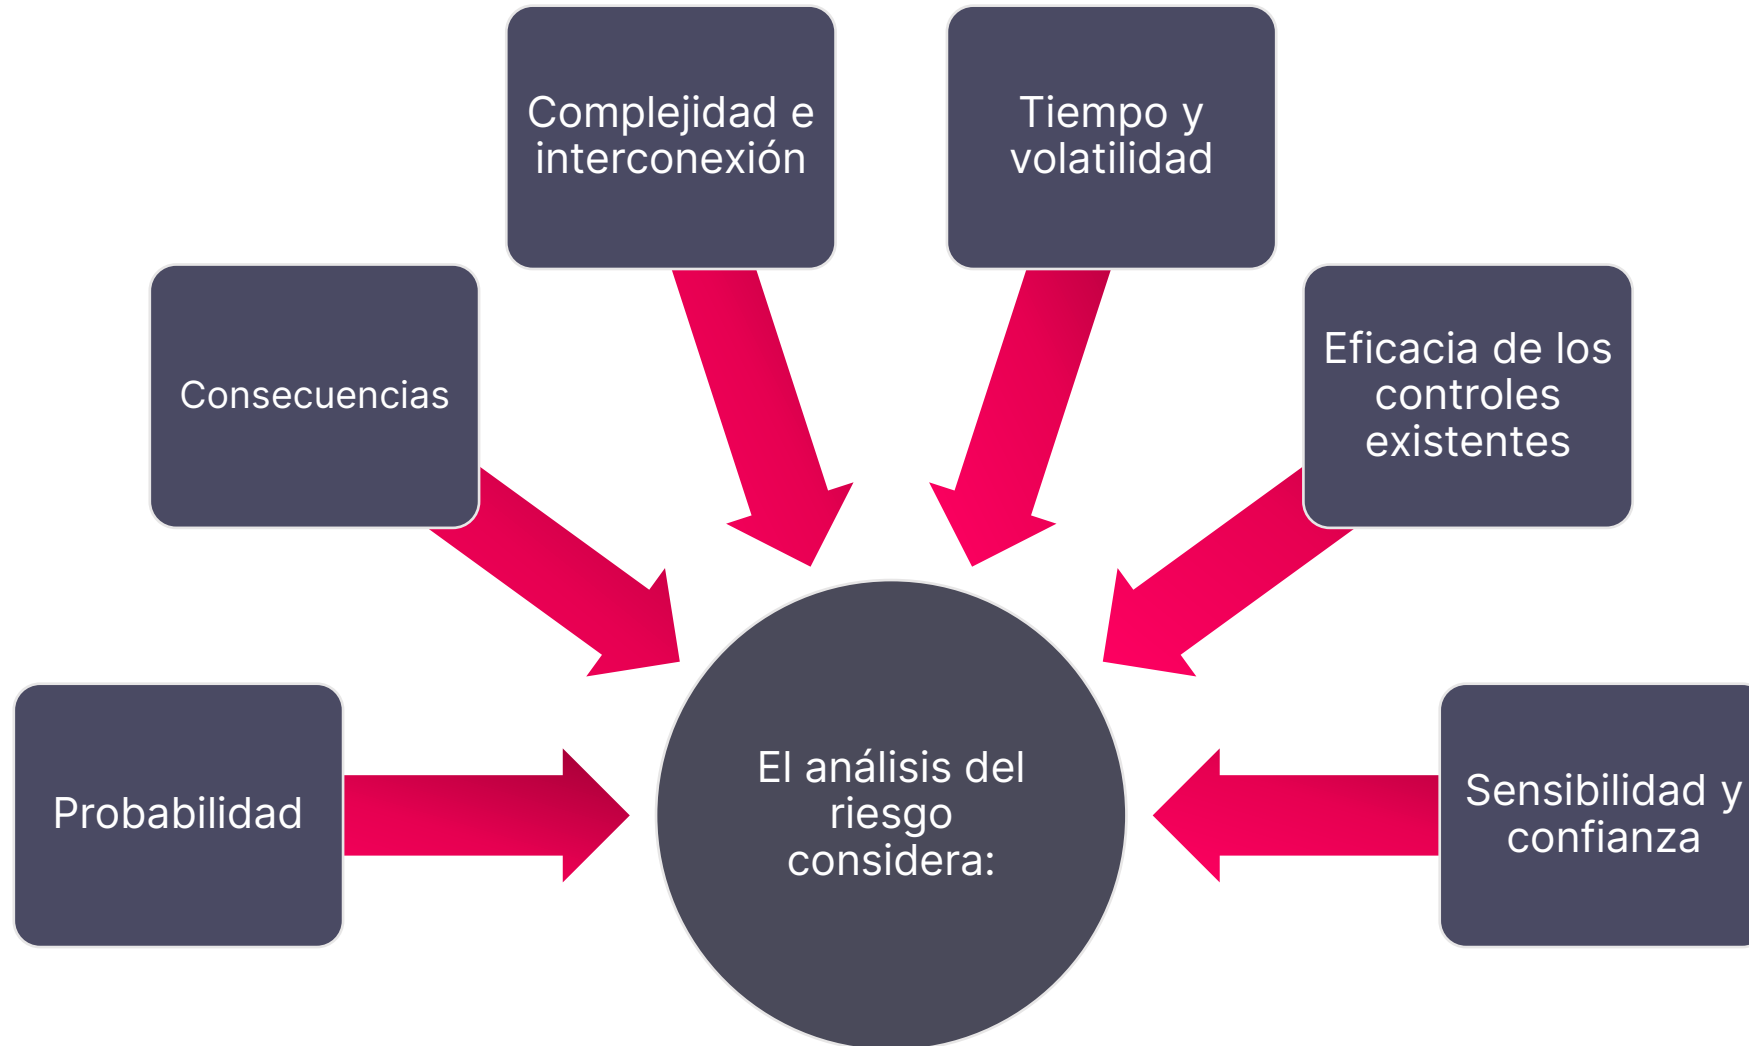 Complejidad e
interconexión
Tiempo y
volatilidad
Consecuencias
Eficacia de los
controles
existentes
Probabilidad
El análisis del
riesgo
considera:
Sensibilidad y
confianza